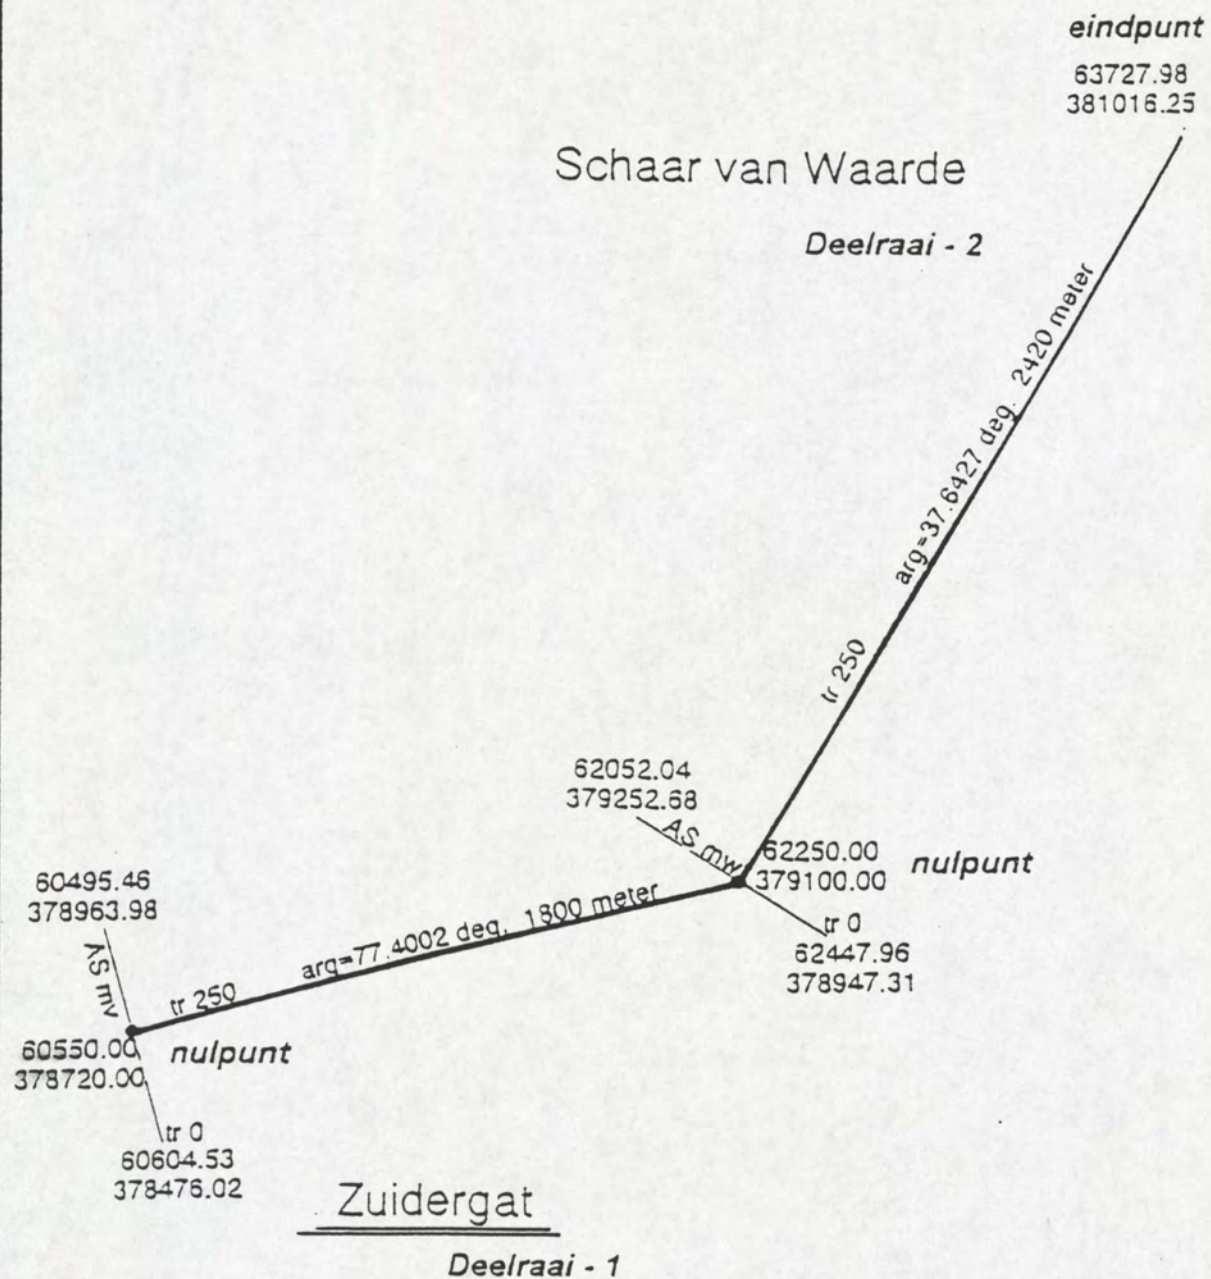 eindpunt
63727.98
381016.25
Schaar van Waarde
Deelraai - 2
arg=37.6427 deg, 2420 meter
tr 250
62052.04
379252.68
AS mw
62250.00
379100.00
nulpunt
tr 0
62447.96
378947.31
60495.46
378963.98
AS mv
tr 250
arg=77.4002 deg, 1800 meter
60550.00
378720.00
nulpunt
tr 0
60604.53
378476.02
Zuidergat
Deelraai - 1